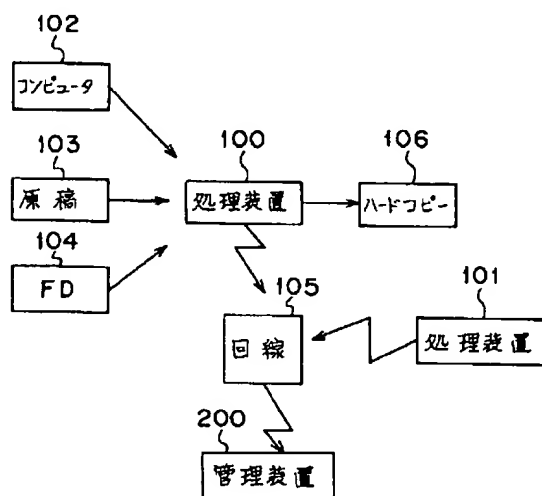 102
コンピュータ
103
原稿
104
FD
100
処理装置
106
ハードコピー
105
回線
101
処理装置
200
管理装置